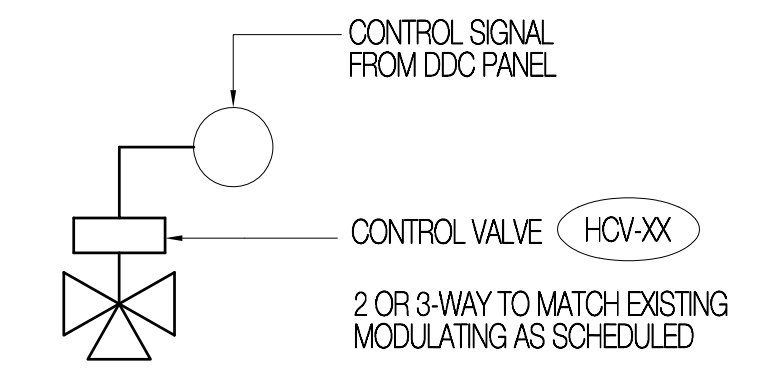 CONTROL SIGNAL
FROM DDC PANEL
CONTROL VALVE HCV-XX
2 OR 3-WAY TO MATCH EXISTING
MODULATING AS SCHEDULED